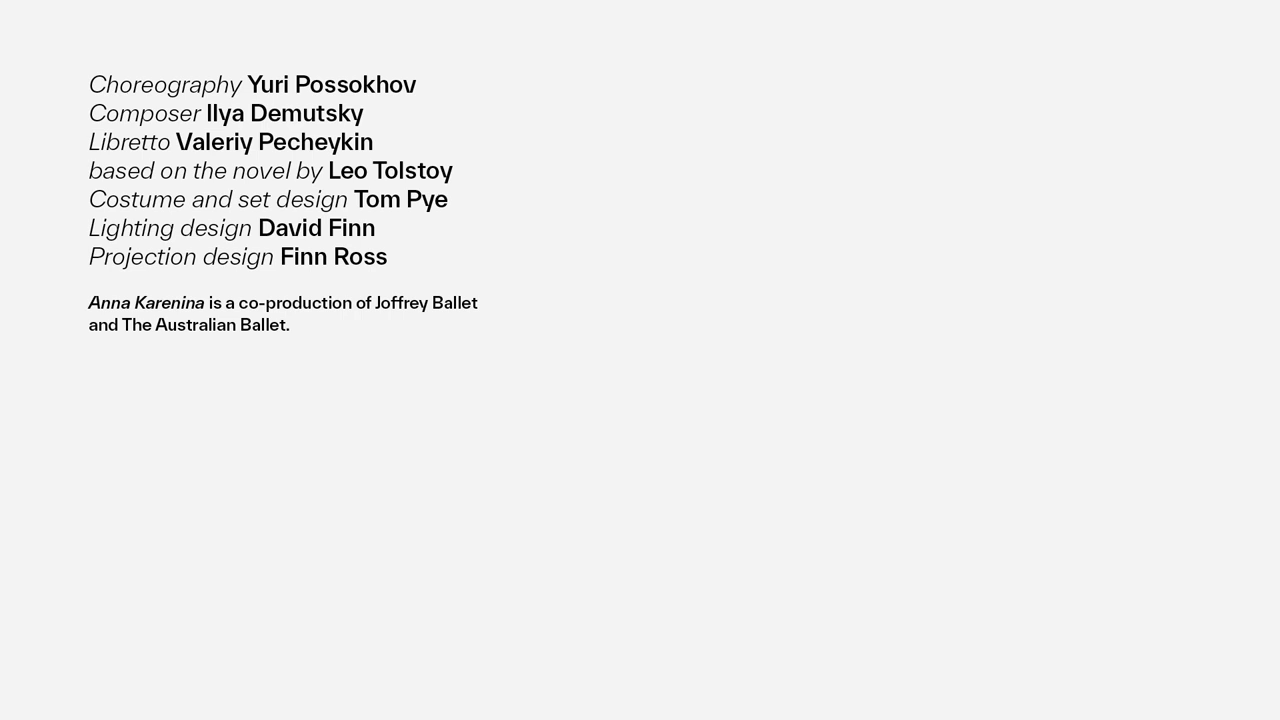 Choreography Yuri Possokhov
Composer Ilya Demutsky
Libretto Valeriy Pecheykin
based on the novel by Leo Tolstoy
Costume and set design Tom Pye
Lighting design David Finn
Projection design Finn Ross
Anna Karenina is a co-production of Joffrey Ballet
and The Australian Ballet.